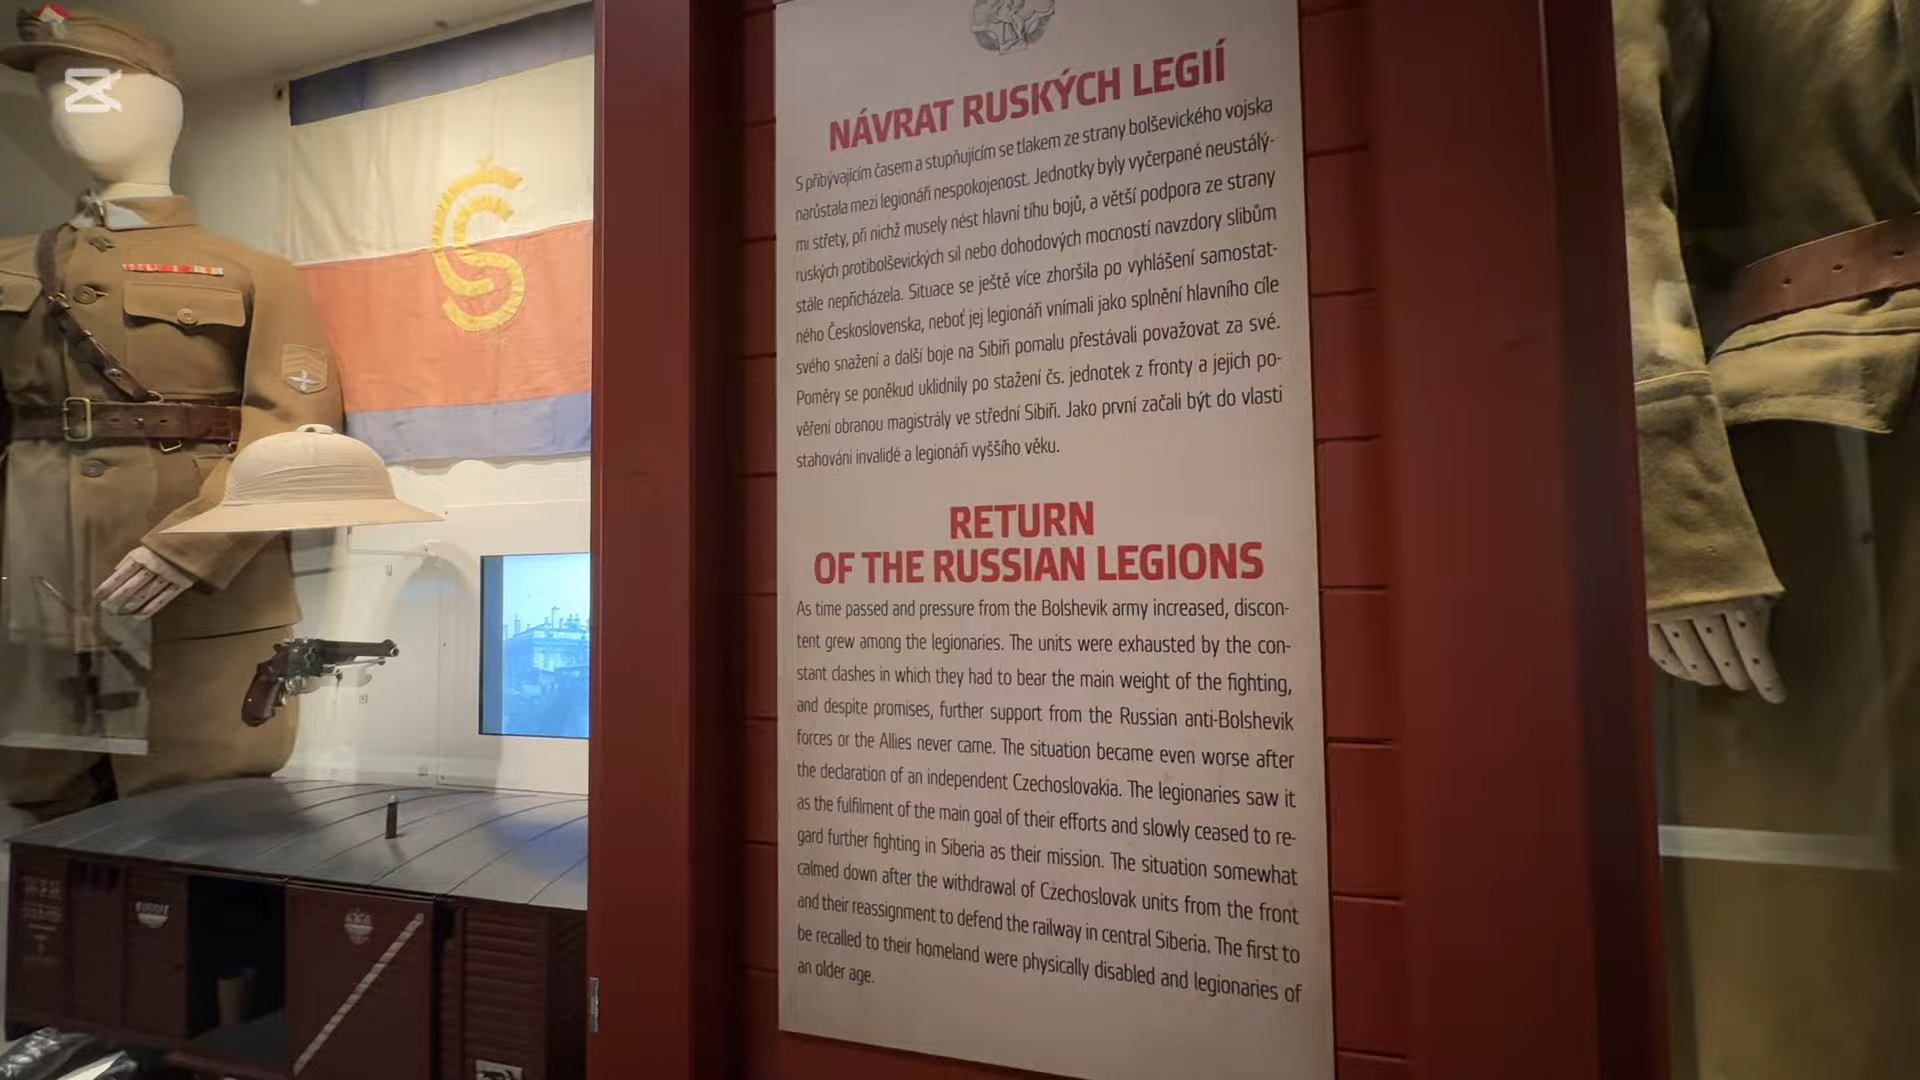 NÁVRAT RUSKÝCH LEGIÍ
S přibývajícím časem a stupňujícím se tlakem ze strany bolševického vojska
narůstala mezi legionáři nespokojenost. Jednotky byly vyčerpané neustálý-
mi střety, při nichž musely nést hlavní tíhu bojů, a větší podpora ze strany
ruských protibolševických sil nebo dohodových mocností navzdory slibům
stále nepřicházela. Situace se ještě více zhoršila po vyhlášení samostat-
ného Československa, neboť jej legionáři vnímali jako splnění hlavního cíle
svého snažení a další boje na Sibiři pomalu přestávali považovat za své.
Poměry se poněkud uklidnily po stažení čs. jednotek z fronty a jejich po-
věření obranou magistrály ve střední Sibiři. Jako první začali být do vlasti
stahováni invalidé a legionáři vyššího věku.
RETURN
OF THE RUSSIAN LEGIONS
As time passed and pressure from the Bolshevik army increased, discon-
tent grew among the legionaries. The units were exhausted by the con-
stant clashes in which they had to bear the main weight of the fighting,
and despite promises, further support from the Russian anti-Bolshevik
forces or the Allies never came. The situation became even worse after
the declaration of an independent Czechoslovakia. The legionaries saw it
as the fulfilment of the main goal of their efforts and slowly ceased to re-
gard further fighting in Siberia as their mission. The situation somewhat
calmed down after the withdrawal of Czechoslovak units from the front
and their reassignment to defend the railway in central Siberia. The first to
be recalled to their homeland were physically disabled and legionaries of
an older age.
ČS